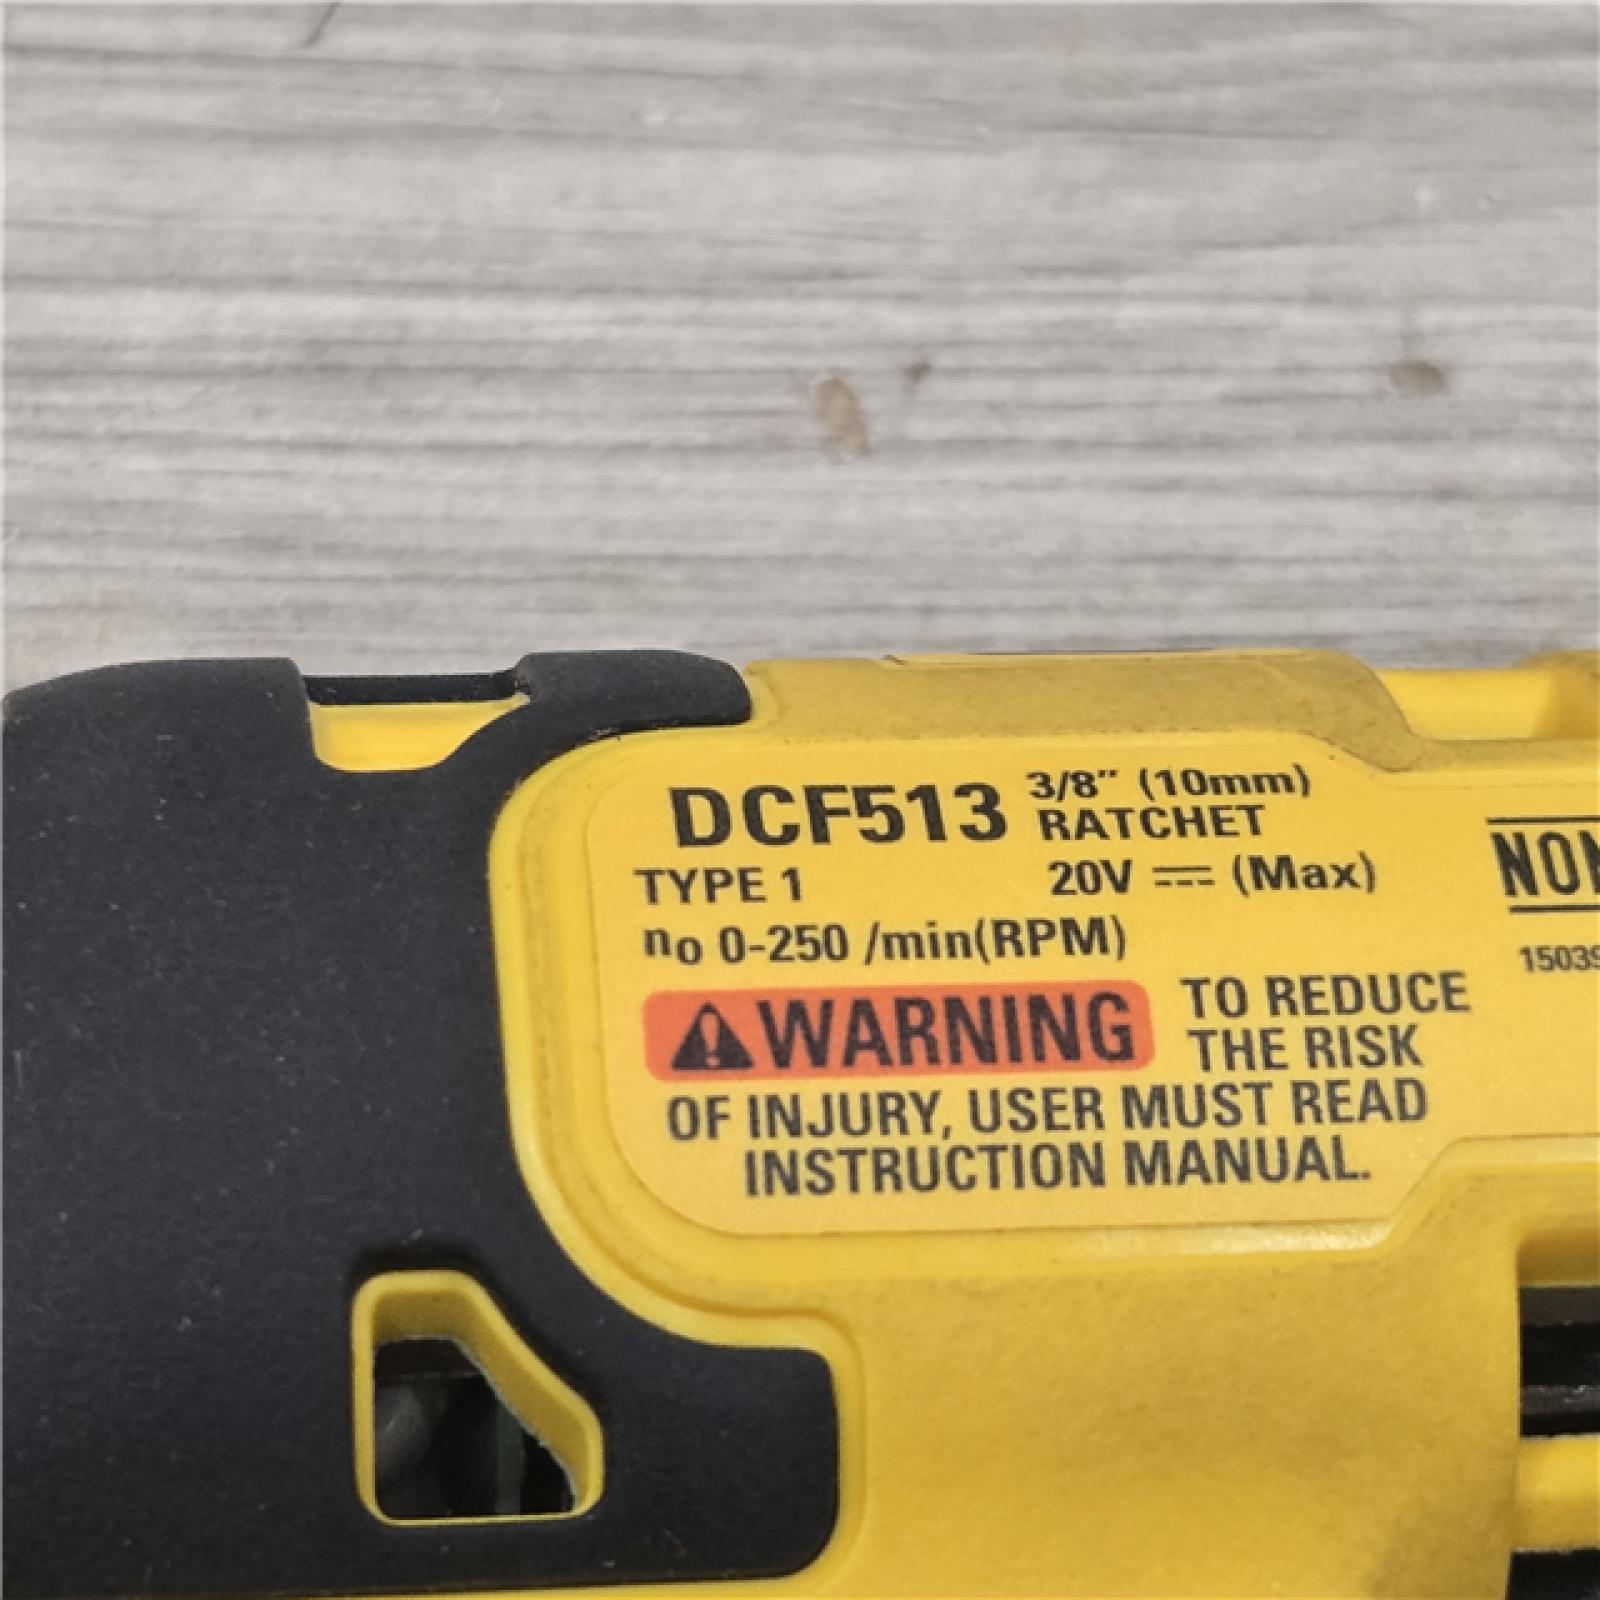 DCF513 3/8" (10mm)
RATCHET
TYPE 1 20V ⎓ (Max)
no 0-250 /min(RPM)
⚠WARNING TO REDUCE
THE RISK
OF INJURY, USER MUST READ
INSTRUCTION MANUAL.